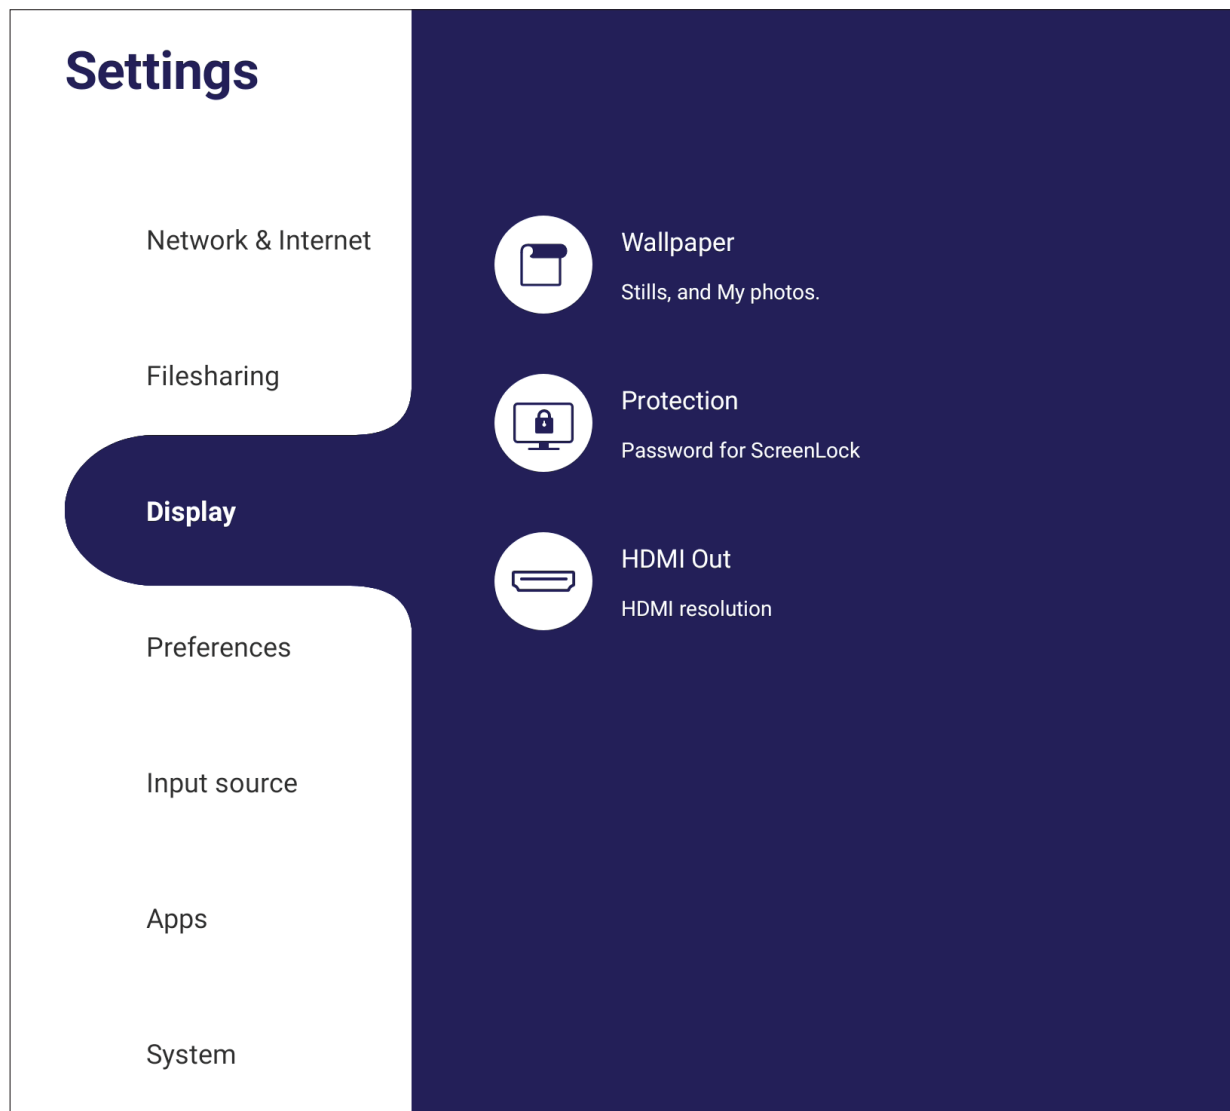 Settings
Network & Internet
Filesharing
Display
Preferences
Input source
Apps
System
Wallpaper
Stills, and My photos.
Protection
Password for ScreenLock
HDMI Out
HDMI resolution